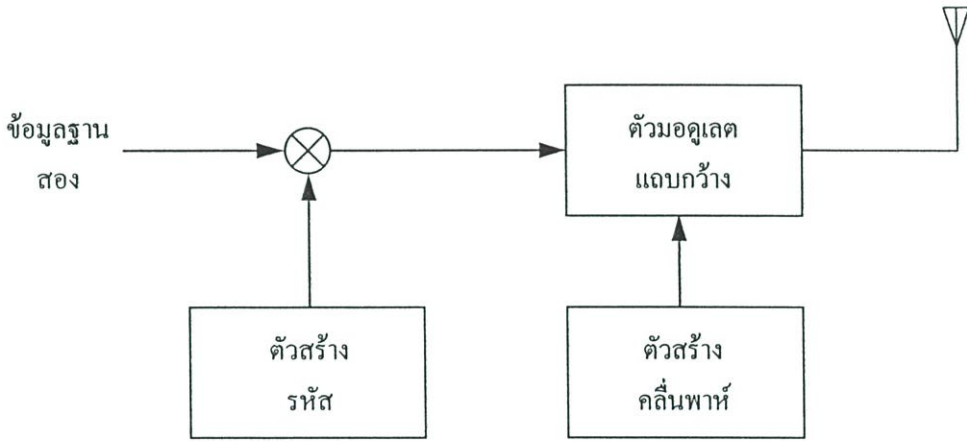 ข้อมูลฐาน
สอง
ตัวมอดูเลต
แถบกว้าง
ตัวสร้าง
รหัส
ตัวสร้าง
คลื่นพาห์